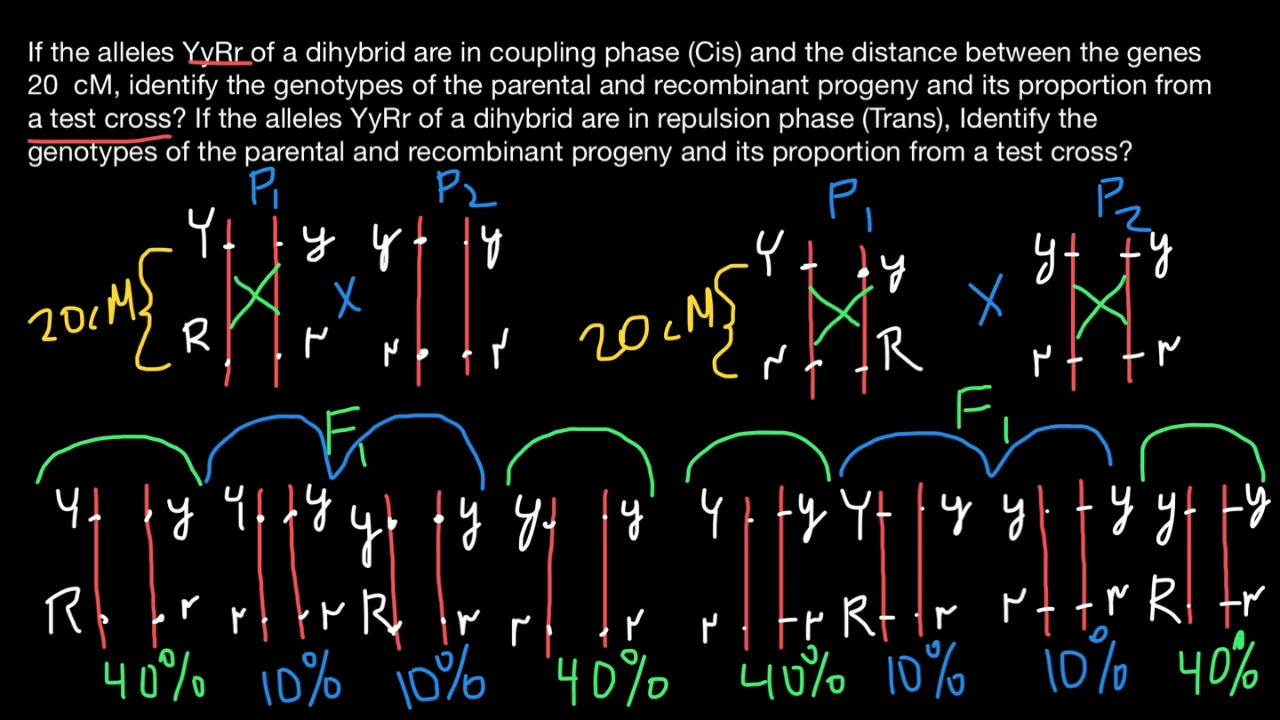 If the alleles YyRr of a dihybrid are in coupling phase (Cis) and the distance between the genes
20 cM, identify the genotypes of the parental and recombinant progeny and its proportion from
a test cross? If the alleles YyRr of a dihybrid are in repulsion phase (Trans), Identify the
genotypes of the parental and recombinant progeny and its proportion from a test cross?
P1 P2 P1 P2
Y y y y Y y y y
20cM X 20cM X
R r r r r R r r
F1 F1
Y y Y y y y y y Y y Y y y y y y
R r r r R r r r r r R r r r R r
40% 10% 10% 40% 40% 10% 10% 40%